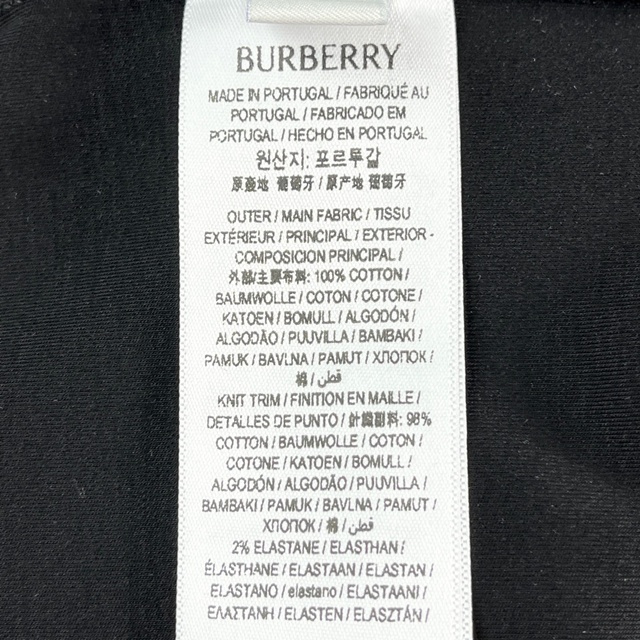 BURBERRY
MADE IN PORTUGAL / FABRIQUÉ AU
PORTUGAL / FABRICADO EM
PORTUGAL / HECHO EN PORTUGAL
원산지: 포르투갈
原產地 葡萄牙 / 原产地 葡萄牙
OUTER / MAIN FABRIC / TISSU
EXTÉRIEUR / PRINCIPAL / EXTERIOR -
COMPOSICION PRINCIPAL /
外部/主要布料: 100% COTTON /
BAUMWOLLE / COTON / COTONE /
KATOEN / BOMULL / ALGODÓN /
ALGODÃO / PUUVILLA / BAMBAKI /
PAMUK / BAVLNA / PAMUT / ХЛОПОК /
棉 / قطن /
KNIT TRIM / FINITION EN MAILLE /
DETALLES DE PUNTO / 針織副料: 98%
COTTON / BAUMWOLLE / COTON /
COTONE / KATOEN / BOMULL /
ALGODÓN / ALGODÃO / PUUVILLA /
BAMBAKI / PAMUK / BAVLNA / PAMUT /
ХЛОПОК / 棉 / قطن /
2% ELASTANE / ELASTHAN /
ÉLASTHANE / ELASTAAN / ELASTAN /
ELASTANO / elastano / ELASTAANI /
ΕΛΑΣΤΑΝΗ / ELASTEN / ELASZTÁN /